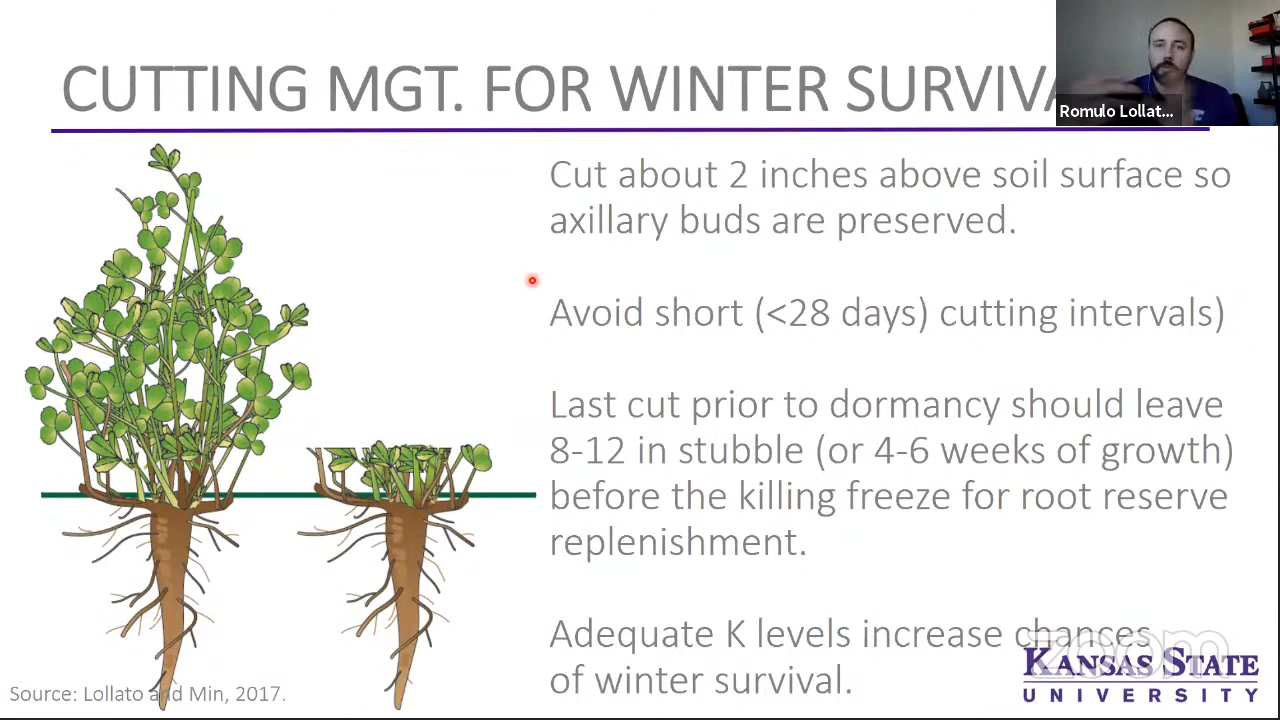 CUTTING MGT. FOR WINTER SURVIVA
Romulo Lollat...
Cut about 2 inches above soil surface so
axillary buds are preserved.
Avoid short (<28 days) cutting intervals)
Last cut prior to dormancy should leave
8-12 in stubble (or 4-6 weeks of growth)
before the killing freeze for root reserve
replenishment.
Adequate K levels increase chances
of winter survival.
zoom
KANSAS STATE
UNIVERSITY
Source: Lollato and Min, 2017.